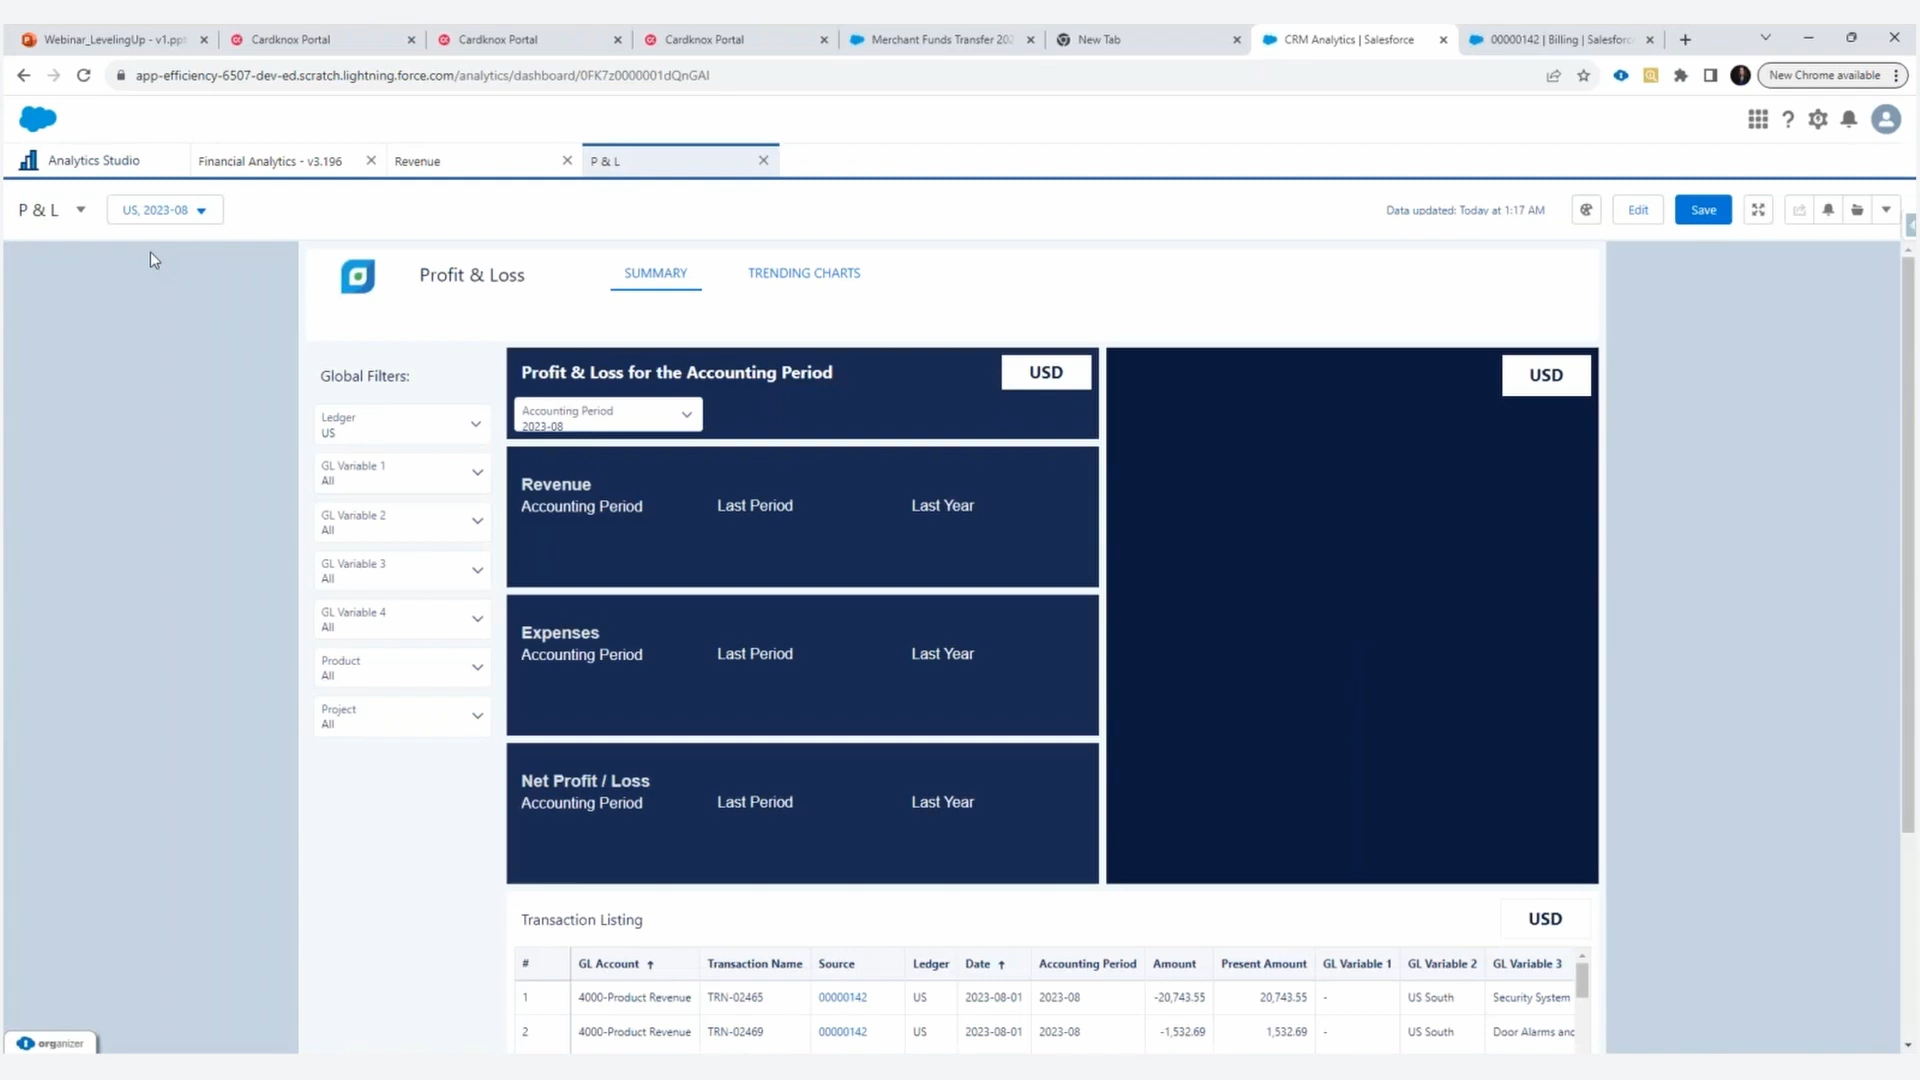 Webinar_LevelingUp - v1.ppt
Cardknox Portal
Cardknox Portal
Cardknox Portal
Merchant Funds Transfer 202
New Tab
CRM Analytics | Salesforce
00000142 | Billing | Salesforc
app-efficiency-6507-dev-ed.scratch.lightning.force.com/analytics/dashboard/0FK7z0000001dQnGAI
New Chrome available
Analytics Studio
Financial Analytics - v3.196
Revenue
P & L
P & L
US, 2023-08
Data updated: Today at 1:17 AM
Edit
Save
Profit & Loss
SUMMARY
TRENDING CHARTS
Global Filters:
Ledger
US
GL Variable 1
All
GL Variable 2
All
GL Variable 3
All
GL Variable 4
All
Product
All
Project
All
Profit & Loss for the Accounting Period
USD
Accounting Period
2023-08
USD
Revenue
Accounting Period Last Period Last Year
Expenses
Accounting Period Last Period Last Year
Net Profit / Loss
Accounting Period Last Period Last Year
Transaction Listing
USD
# GL Account Transaction Name Source Ledger Date Accounting Period Amount Present Amount GL Variable 1 GL Variable 2 GL Variable 3
1 4000-Product Revenue TRN-02465 00000142 US 2023-08-01 2023-08 -20,743.55 20,743.55 - US South Security System
2 4000-Product Revenue TRN-02469 00000142 US 2023-08-01 2023-08 -1,532.69 1,532.69 - US South Door Alarms and
organizer